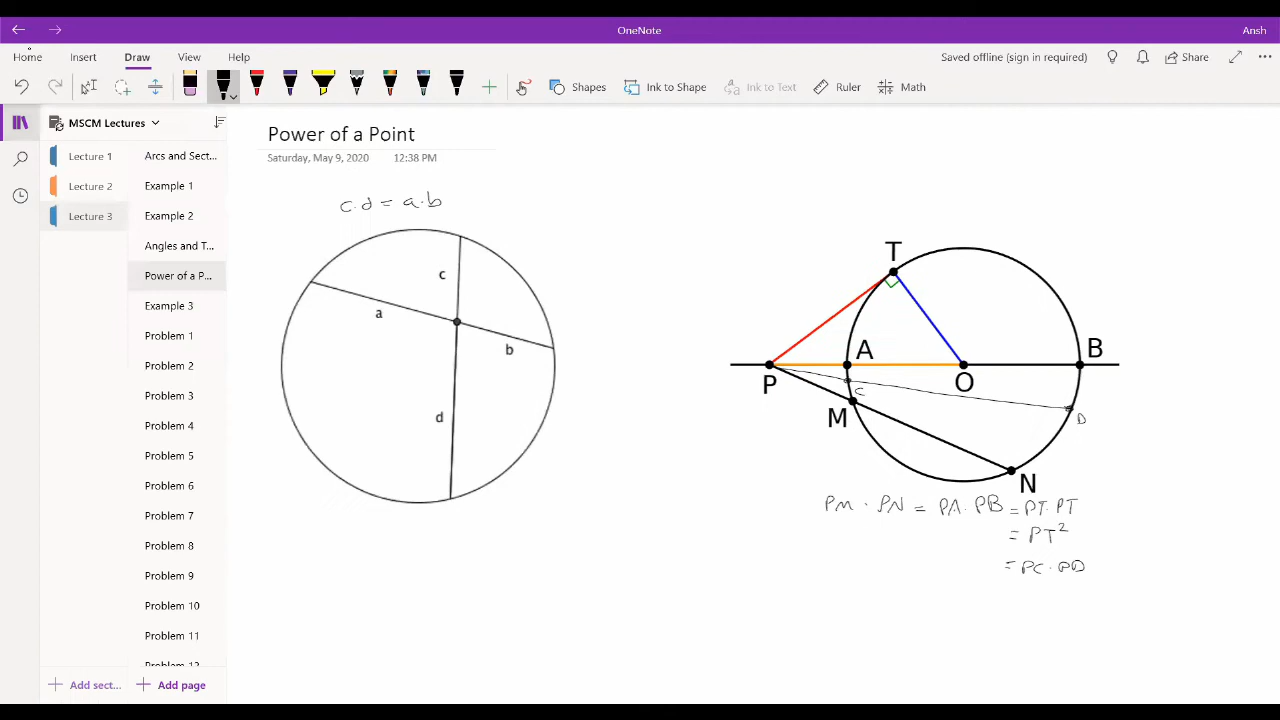 OneNote
Ansh
Home
Insert
Draw
View
Help
Saved offline (sign in required)
Share
Shapes
Ink to Shape
Ink to Text
Ruler
Math
MSCM Lectures
Lecture 1
Lecture 2
Lecture 3
Arcs and Sect...
Example 1
Example 2
Angles and T...
Power of a P...
Example 3
Problem 1
Problem 2
Problem 3
Problem 4
Problem 5
Problem 6
Problem 7
Problem 8
Problem 9
Problem 10
Problem 11
Problem 12
Add sect...
Add page
Power of a Point
Saturday, May 9, 2020 12:38 PM
c·d = a·b
c
a
b
d
T
A
B
P
O
C
M
D
N
PM · PN = PA·PB = PT·PT
= PT²
= PC·PD